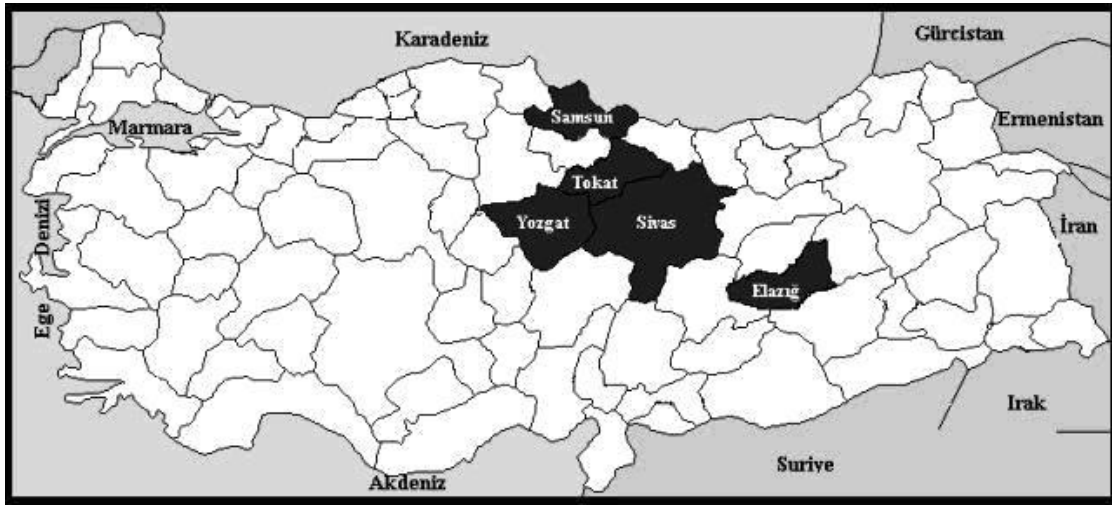 Karadeniz
Gürcistan
Samsun
Marmara
Ermenistan
Tokat
Yozgat
Sivas
İran
Ege Denizi
Elazığ
Irak
Suriye
Akdeniz